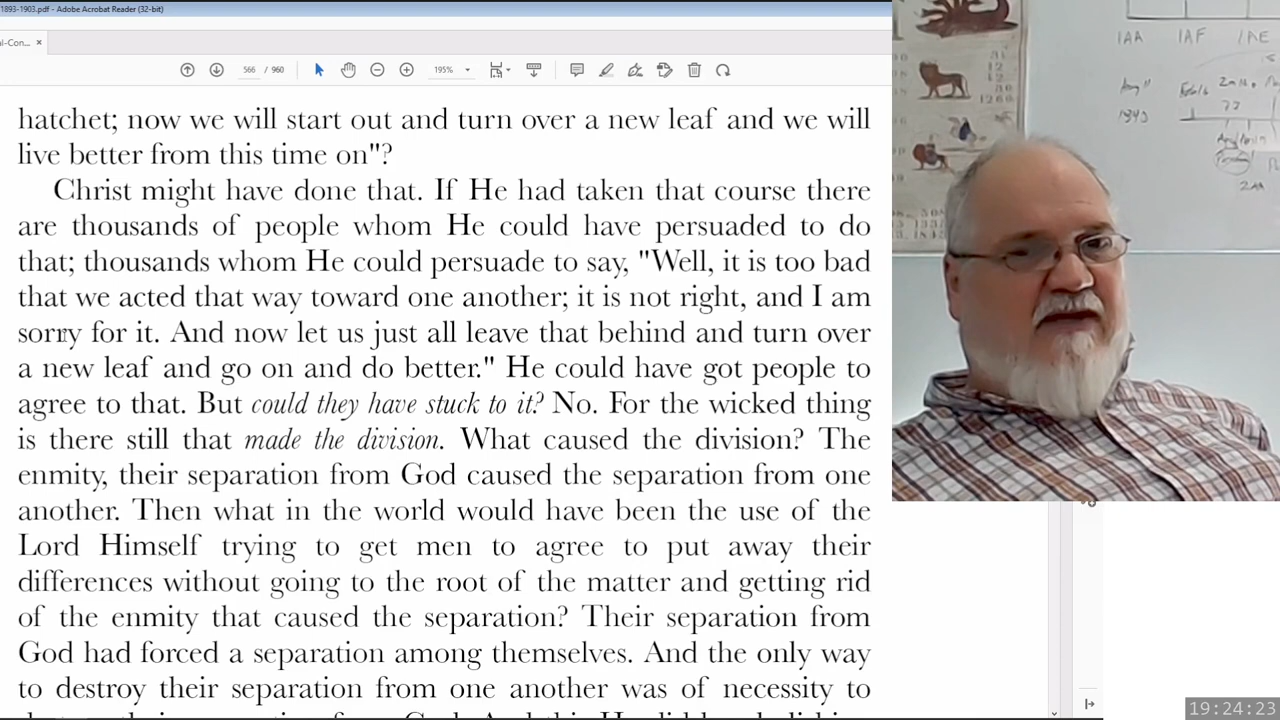 1893-1903.pdf - Adobe Acrobat Reader (32-bit)
al-Con... ×
566 / 960
195%
hatchet; now we will start out and turn over a new leaf and we will
live better from this time on"?
Christ might have done that. If He had taken that course there
are thousands of people whom He could have persuaded to do
that; thousands whom He could persuade to say, "Well, it is too bad
that we acted that way toward one another; it is not right, and I am
sorry for it. And now let us just all leave that behind and turn over
a new leaf and go on and do better." He could have got people to
agree to that. But could they have stuck to it? No. For the wicked thing
is there still that made the division. What caused the division? The
enmity, their separation from God caused the separation from one
another. Then what in the world would have been the use of the
Lord Himself trying to get men to agree to put away their
differences without going to the root of the matter and getting rid
of the enmity that caused the separation? Their separation from
God had forced a separation among themselves. And the only way
to destroy their separation from one another was of necessity to
1AA 1AF 1AE
1840
2AA
1260
19:24:23